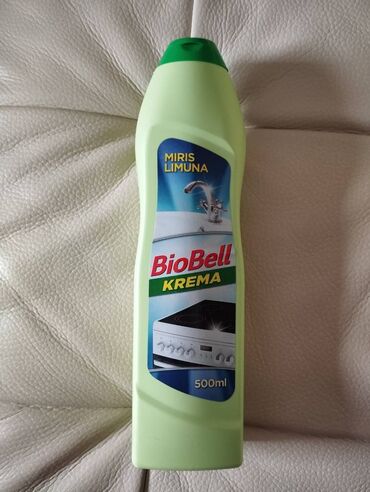 MIRIS
LIMUNA
BioBell
KREMA
500ml